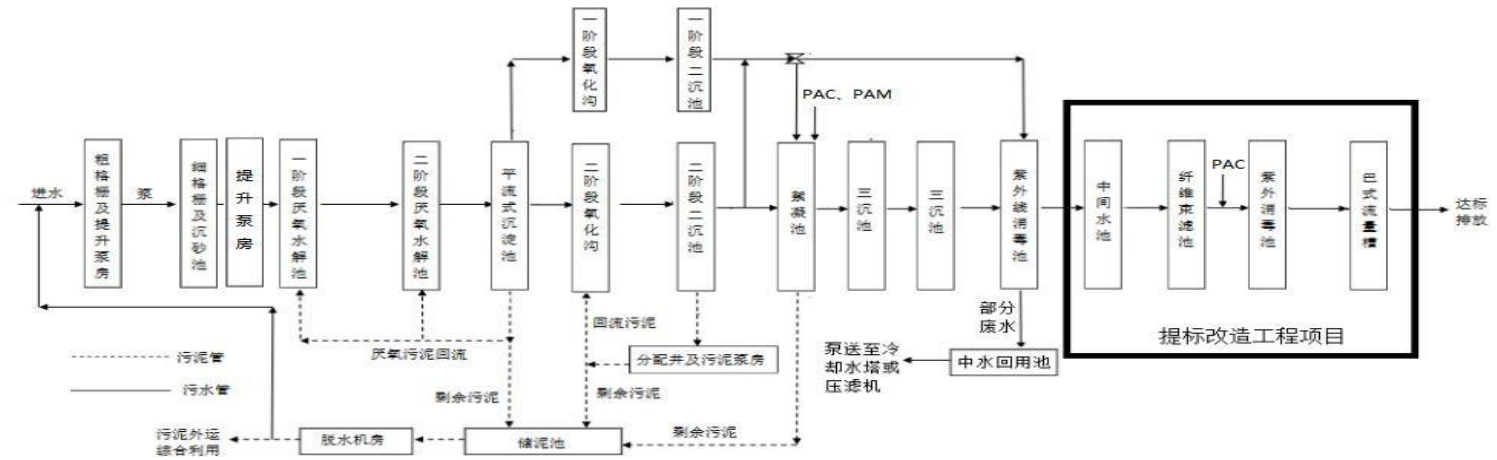 一阶段氧化沟
一阶段二沉池
PAC、PAM
进水
粗格栅及提升泵房
泵
细格栅及沉砂池
提升泵房
一阶段厌氧水解池
二阶段厌氧水解池
平流式沉淀池
二阶段氧化沟
二阶段二沉池
絮凝池
三沉池
三沉池
紫外线消毒池
中间水池
纤维束滤池
PAC
紫外消毒池
巴式流量槽
达标
排放
提标改造工程项目
部分
废水
中水回用池
泵送至冷
却水塔或
压滤机
回流污泥
分配井及污泥泵房
厌氧污泥回流
污泥管
污水管
剩余污泥
剩余污泥
剩余污泥
储泥池
脱水机房
污泥外运
综合利用